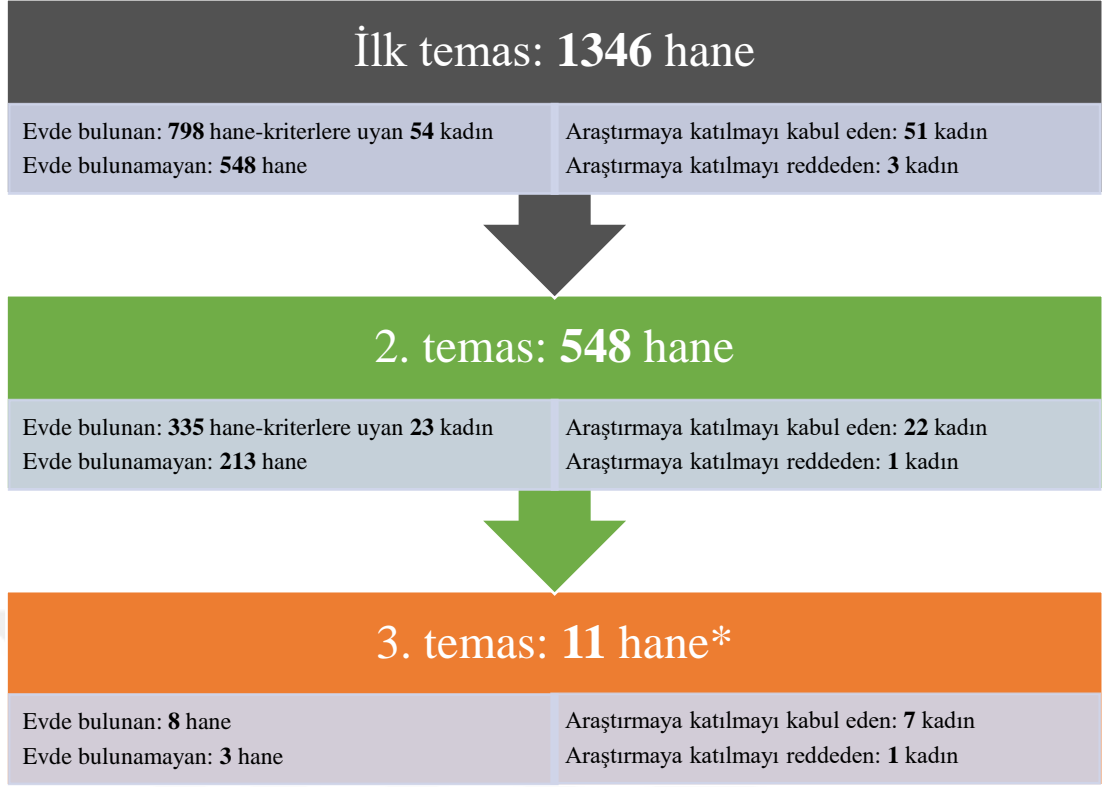 İlk temas: 1346 hane
Evde bulunan: 798 hane-kriterlere uyan 54 kadın
Evde bulunamayan: 548 hane
Araştırmaya katılmayı kabul eden: 51 kadın
Araştırmaya katılmayı reddeden: 3 kadın
2. temas: 548 hane
Evde bulunan: 335 hane-kriterlere uyan 23 kadın
Evde bulunamayan: 213 hane
Araştırmaya katılmayı kabul eden: 22 kadın
Araştırmaya katılmayı reddeden: 1 kadın
3. temas: 11 hane*
Evde bulunan: 8 hane
Evde bulunamayan: 3 hane
Araştırmaya katılmayı kabul eden: 7 kadın
Araştırmaya katılmayı reddeden: 1 kadın